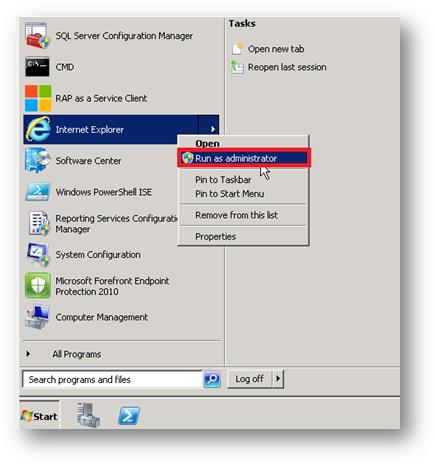 SQL Server Configuration Manager
CMD
RAP as a Service Client
Internet Explorer
Software Center
Windows PowerShell ISE
Reporting Services Configuration
Manager
System Configuration
Microsoft Forefront Endpoint
Protection 2010
Computer Management
All Programs
Search programs and files
Log off
Start
Tasks
Open new tab
Reopen last session
Open
Run as administrator
Pin to Taskbar
Pin to Start Menu
Remove from this list
Properties